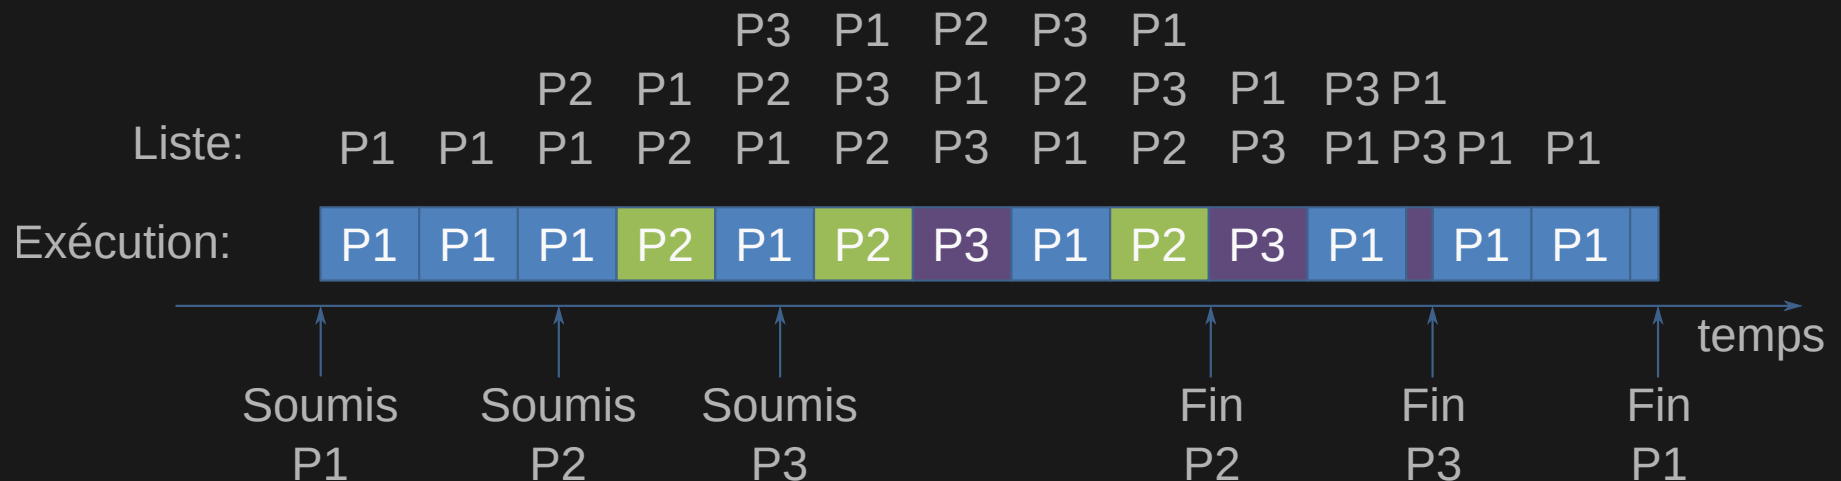 P3 P1 P2 P3 P1
P2 P1 P2 P3 P1 P2 P3 P1 P3 P1
Liste: P1 P1 P1 P2 P1 P2 P3 P1 P2 P3 P1 P3 P1 P1
Exécution: P1 P1 P1 P2 P1 P2 P3 P1 P2 P3 P1 P1 P1
temps
Soumis Soumis Soumis Fin Fin Fin
P1 P2 P3 P2 P3 P1